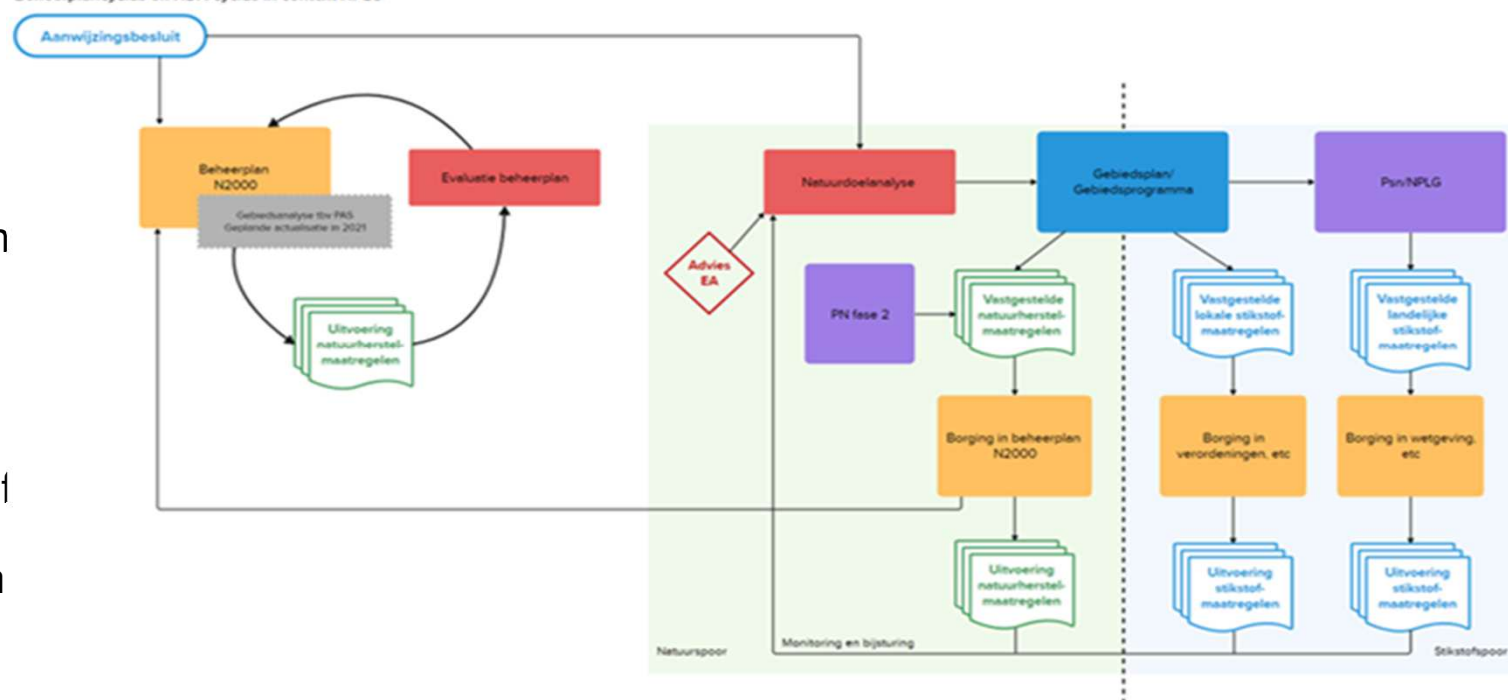 Aanwijzingsbesluit
Beheerplan
N2000
Gebiedsanalyse tbv PAS
Geplande actualisatie in 2021
Evaluatie beheerplan
Uitvoering
natuurherstel-
maatregelen
Natuurdoelanalyse
Gebiedsplan/
Gebiedsprogramma
Psn/NPLG
Advies
EA
PN fase 2
Vastgestelde
natuurherstel-
maatregelen
Vastgestelde
lokale stikstof-
maatregelen
Vastgestelde
landelijke
stikstof-
maatregelen
Borging in beheerplan
N2000
Borging in
verordeningen, etc
Borging in wetgeving,
etc
Uitvoering
natuurherstel-
maatregelen
Uitvoering
stikstof-
maatregelen
Uitvoering
stikstof-
maatregelen
Monitoring en bijsturing
Natuurspoor
Stikstofspoor